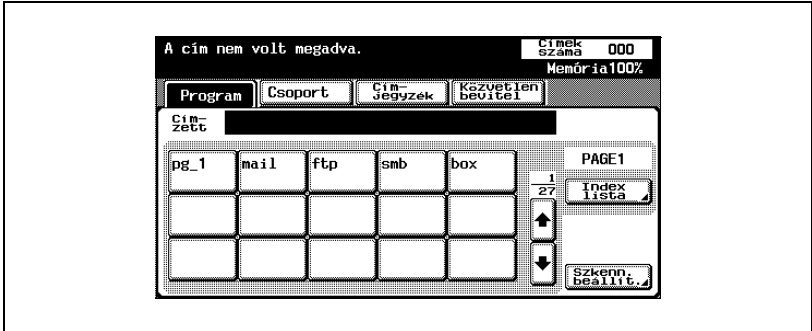 A cím nem volt megadva.
Címek
száma 000
Memória100%
Program
Csoport
Cím-
jegyzék
Közvetlen
bevitel
Cím-
zett
pg_1 mail ftp smb box
PAGE1
1
27
Index
lista
Szkenn.
beállít.